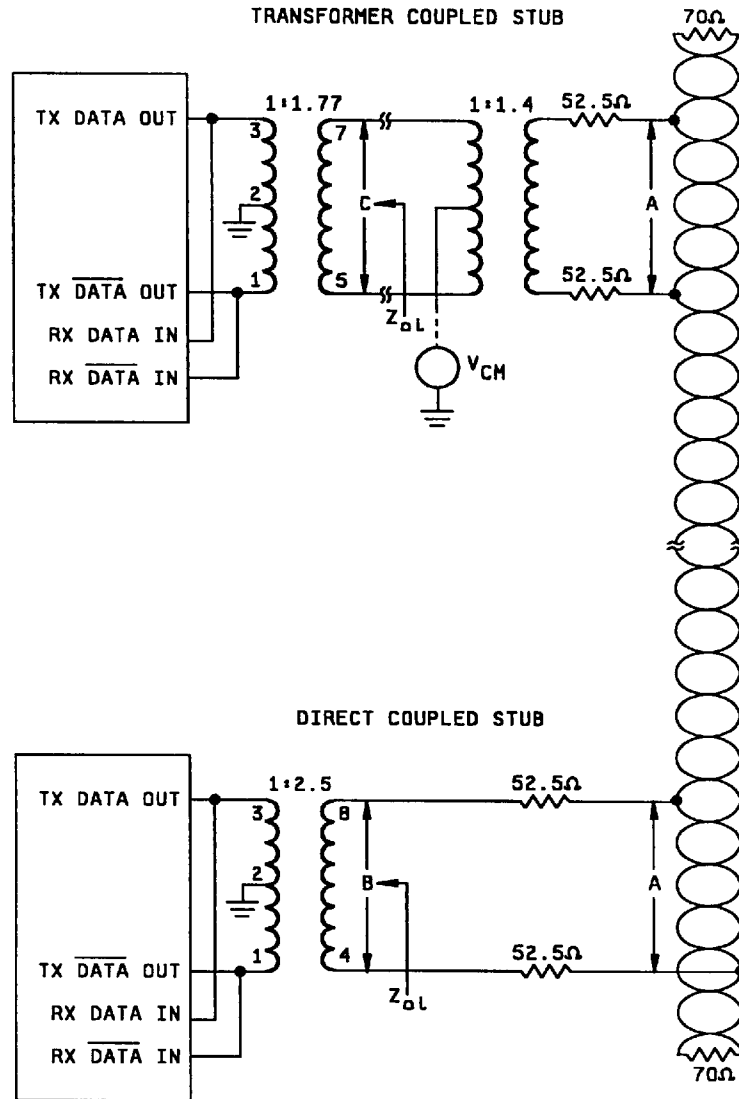 TRANSFORMER COUPLED STUB
70Ω
1:1.77
1:1.4
52.5Ω
TX DATA OUT
3
7
2
C
A
TX DATA OUT
1
5
52.5Ω
RX DATA IN
RX DATA IN
Z₀L
V_CM
DIRECT COUPLED STUB
1:2.5
52.5Ω
TX DATA OUT
3
8
2
B
A
TX DATA OUT
1
4
52.5Ω
RX DATA IN
Z₀L
RX DATA IN
70Ω